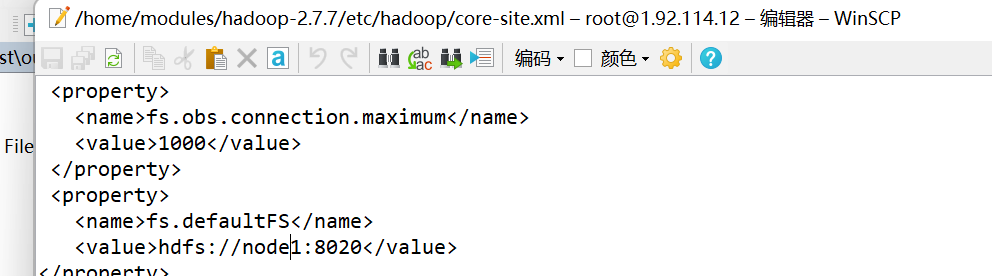 /home/modules/hadoop-2.7.7/etc/hadoop/core-site.xml – root@1.92.114.12 – 编辑器 – WinSCP
编码 颜色
<property>
<name>fs.obs.connection.maximum</name>
<value>1000</value>
</property>
<property>
<name>fs.defaultFS</name>
<value>hdfs://node1:8020</value>
</property>
File